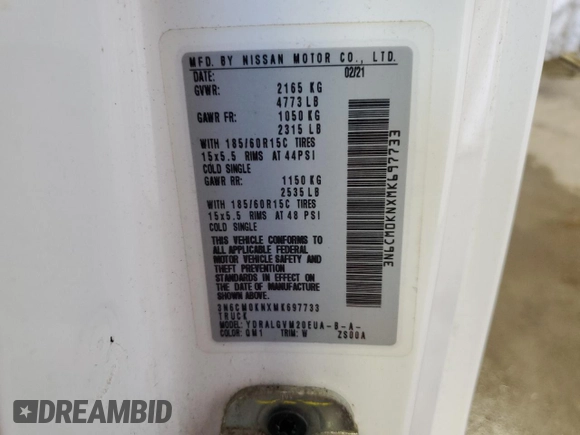 MFD. BY NISSAN MOTOR CO., LTD.
DATE: 02/21
GVWR: 2165 KG
4773 LB
GAWR FR: 1050 KG
2315 LB
WITH 185/60R15C TIRES
15x5.5 RIMS AT 44PSI
COLD SINGLE
GAWR RR: 1150 KG
2535 LB
WITH 185/60R15C TIRES
15x5.5 RIMS AT 48 PSI
COLD SINGLE
THIS VEHICLE CONFORMS TO
ALL APPLICABLE FEDERAL
MOTOR VEHICLE SAFETY AND
THEFT PREVENTION
STANDARDS IN EFFECT ON THE
DATE OF MANUFACTURE SHOWN
ABOVE.
3N6CM0KNXMK697733
TRUCK
MODEL: YDRALQVM20EUA-B-A-
COLOR: QM1 TRIM: W ZS00A
3N6CM0KNXMK697733
DREAMBID